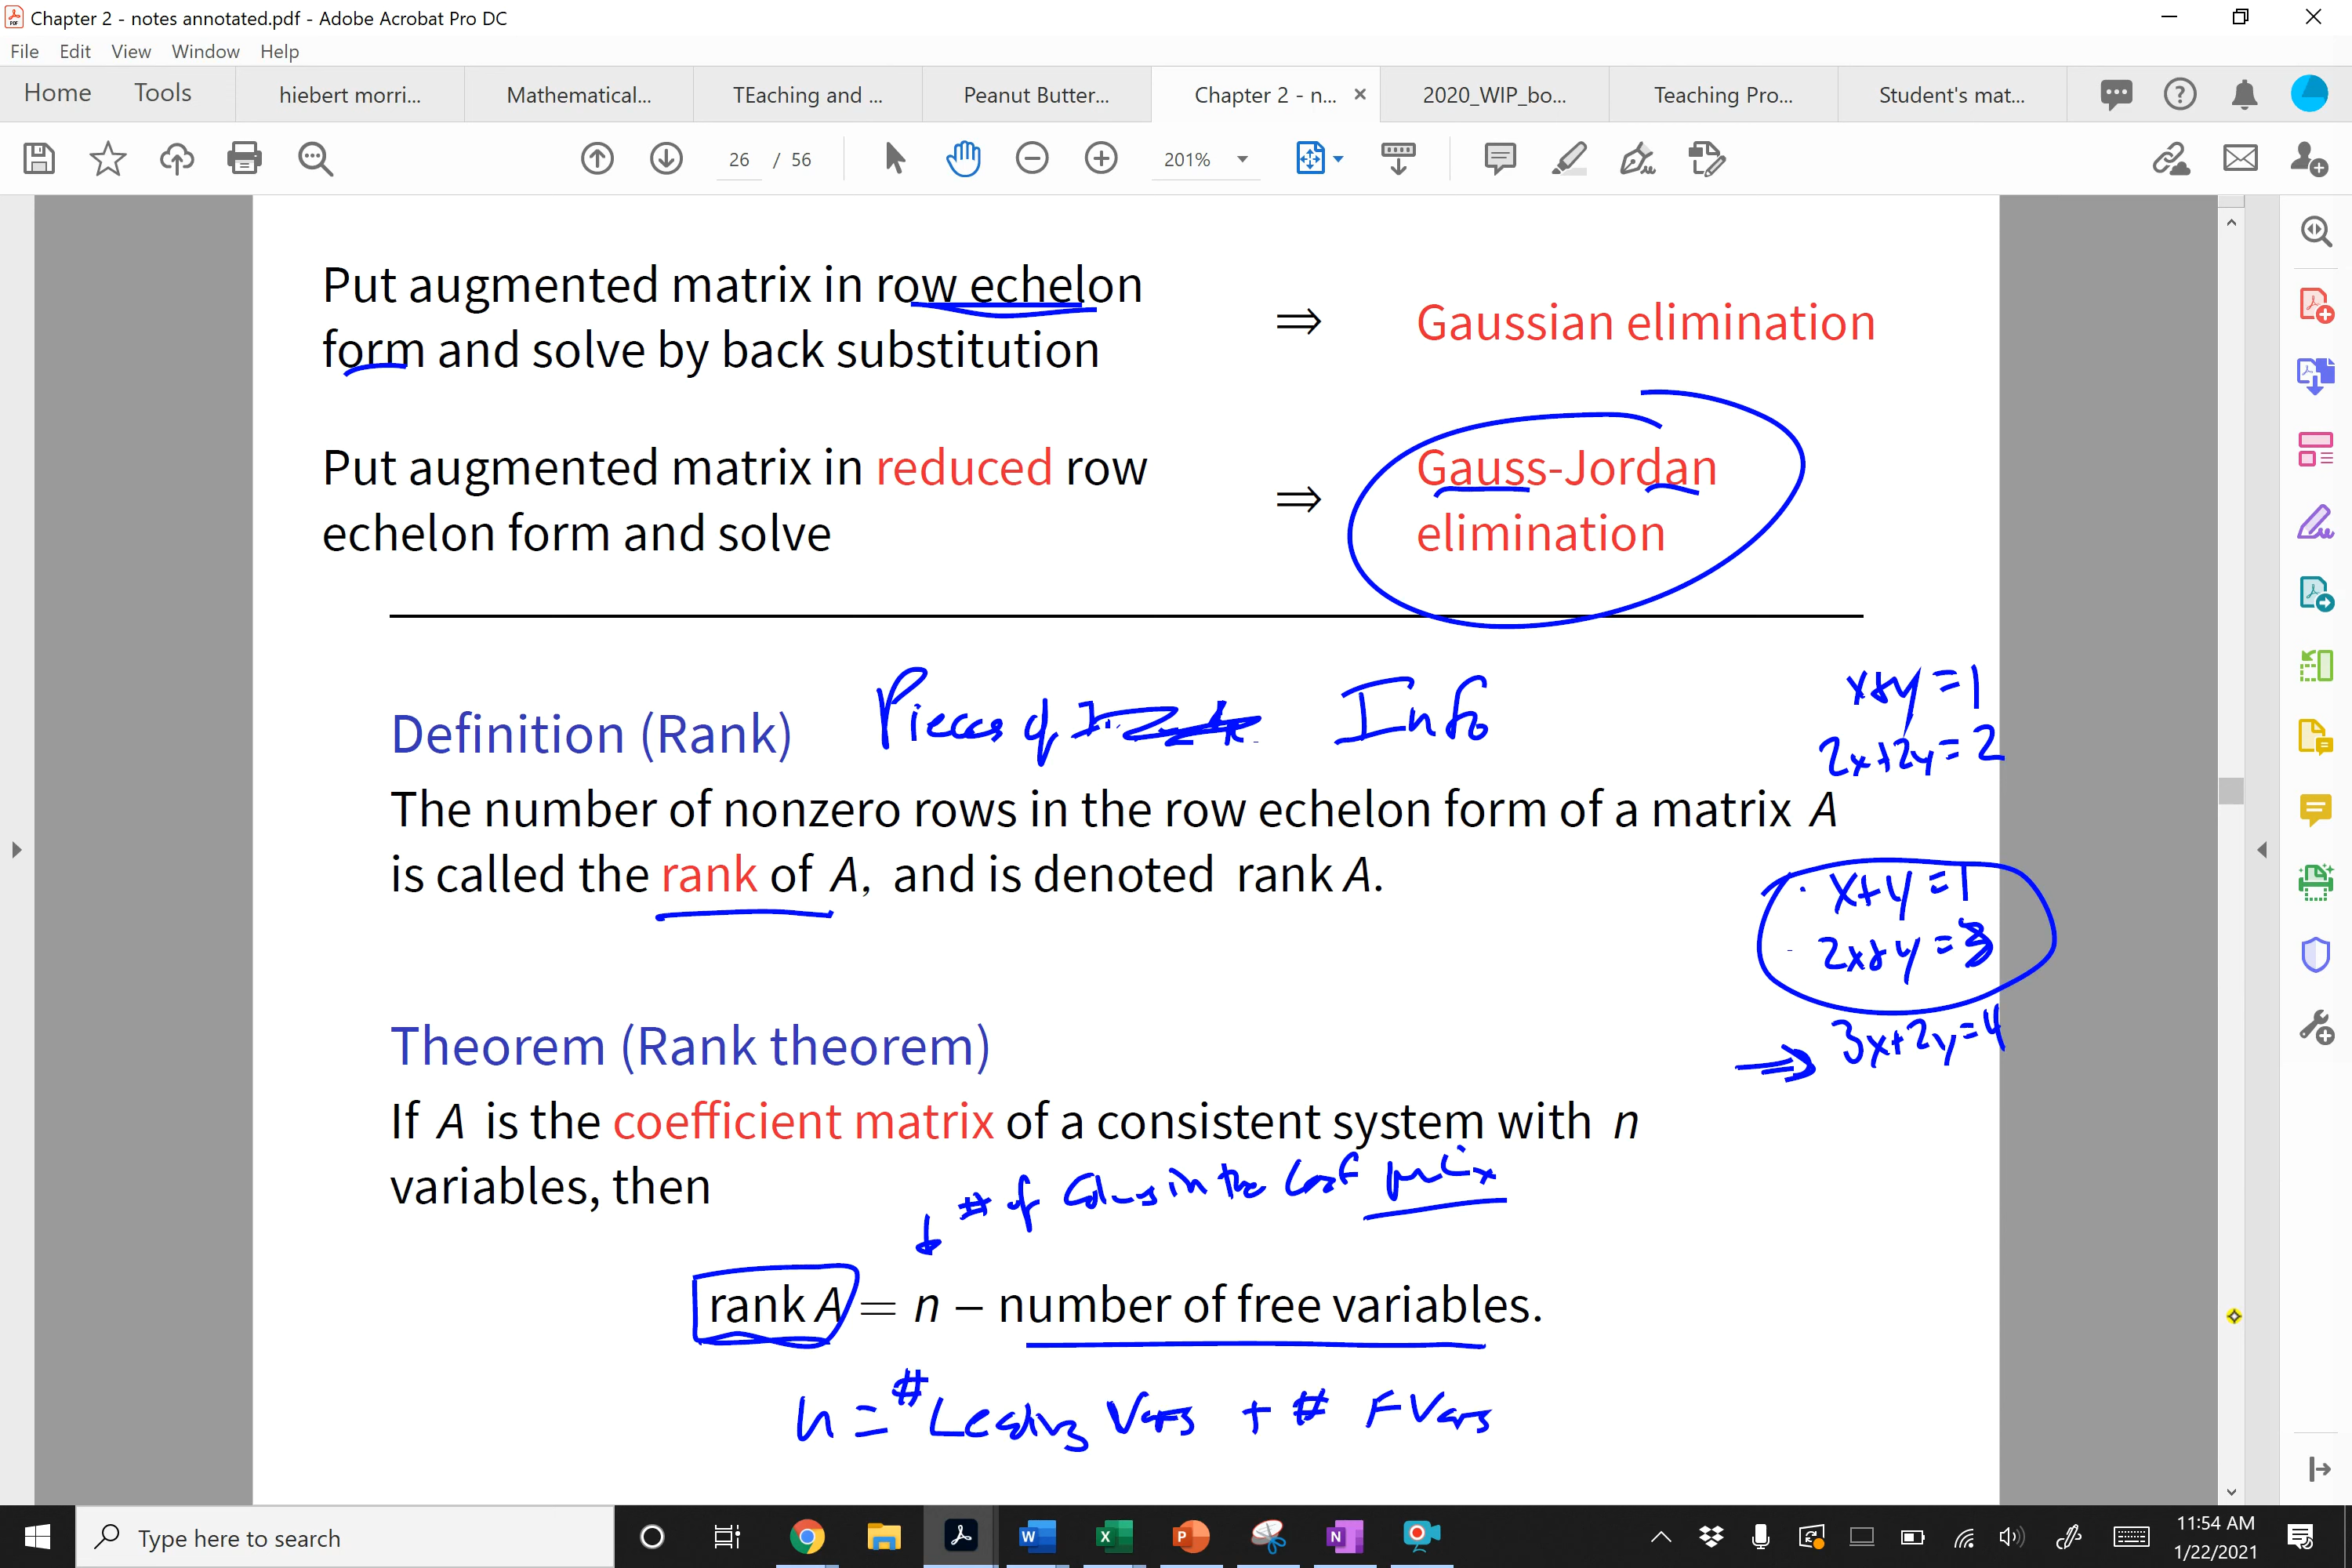 Chapter 2 - notes annotated.pdf - Adobe Acrobat Pro DC
File Edit View Window Help
Home Tools hiebert morri... Mathematical... TEaching and ... Peanut Butter... Chapter 2 - n... × 2020_WIP_bo... Teaching Pro... Student's mat...
26 / 56 201%
Put augmented matrix in row echelon
form and solve by back substitution
⇒ Gaussian elimination
Put augmented matrix in reduced row
echelon form and solve
⇒ Gauss-Jordan
elimination
Definition (Rank) Pieces of Info
x+y=1
2x+2y=2
The number of nonzero rows in the row echelon form of a matrix A
is called the rank of A, and is denoted rank A.
x+y=1
2x+y=3
⇒ 3x+2y=4
Theorem (Rank theorem)
If A is the coefficient matrix of a consistent system with n
variables, then
↓ # of in the Coef matrix
rank A = n – number of free variables.
n = # Leading Vars + # F Vars
Type here to search
11:54 AM
1/22/2021